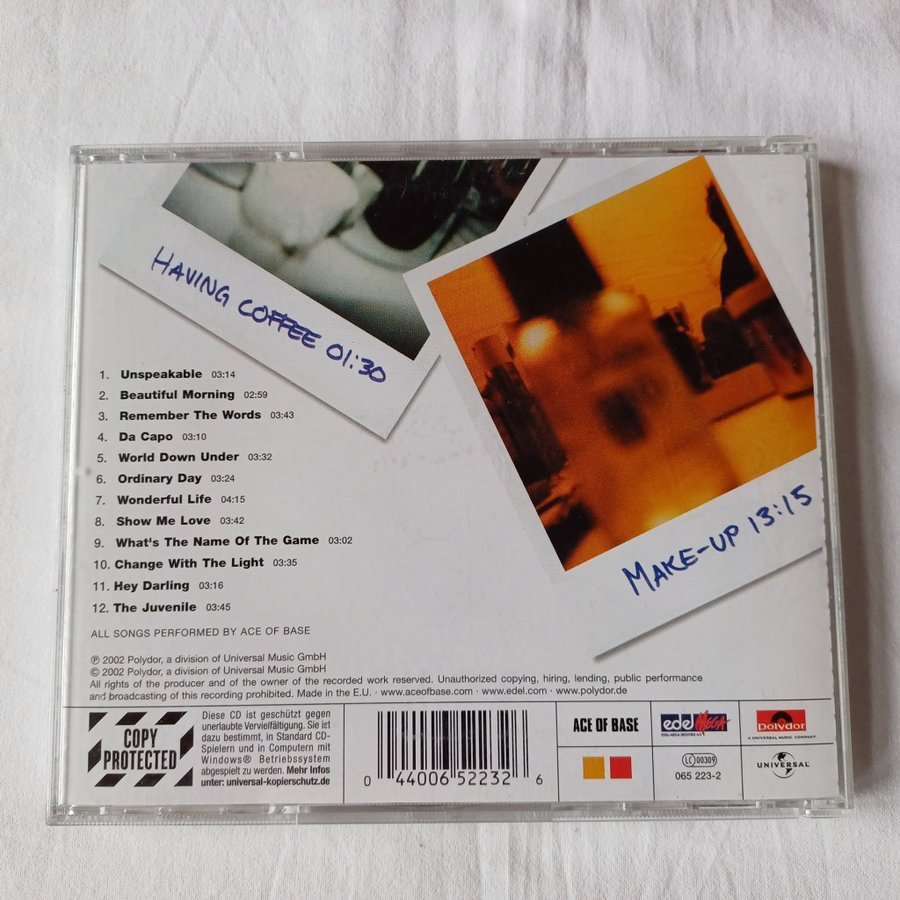 HAVING COFFEE 01:30
MAKE-UP 13:15
1. Unspeakable 03:14
2. Beautiful Morning 02:59
3. Remember The Words 03:43
4. Da Capo 03:10
5. World Down Under 03:32
6. Ordinary Day 03:24
7. Wonderful Life 04:15
8. Show Me Love 03:42
9. What's The Name Of The Game 03:02
10. Change With The Light 03:35
11. Hey Darling 03:16
12. The Juvenile 03:45
ALL SONGS PERFORMED BY ACE OF BASE
℗ 2002 Polydor, a division of Universal Music GmbH
© 2002 Polydor, a division of Universal Music GmbH
All rights of the producer and of the owner of the recorded work reserved. Unauthorized copying, hiring, lending, public performance
and broadcasting of this recording prohibited. Made in the E.U. · www.aceofbase.com · www.edel.com · www.polydor.de
COPY
PROTECTED
Diese CD ist geschützt gegen
unerlaubte Vervielfältigung. Sie ist
dazu bestimmt, in Standard CD-
Spielern und in Computern mit
Windows® Betriebssystem
abgespielt zu werden. Mehr Infos
unter: universal-kopierschutz.de
0 44006 52232 6
ACE OF BASE
edel MEGA
polydor
A UNIVERSAL MUSIC COMPANY
LC 00309
065 223-2
UNIVERSAL